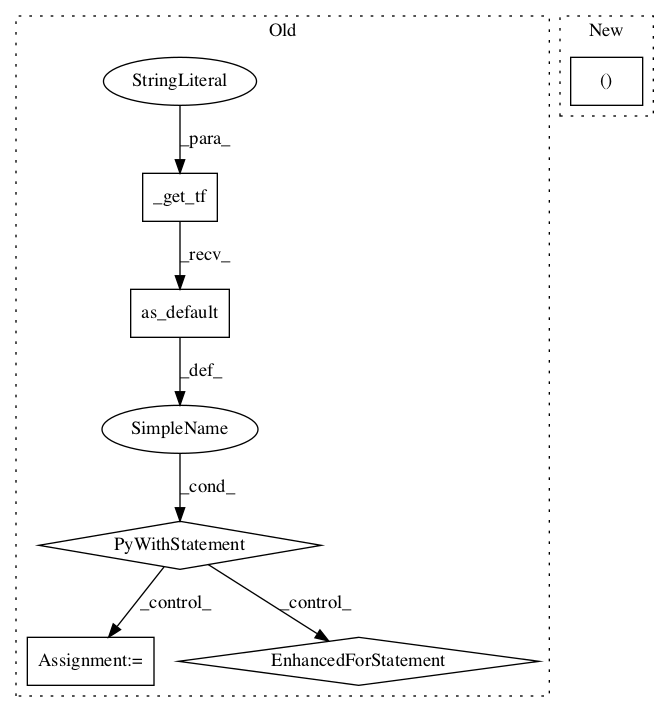 Old
New
StringLiteral
()
_para_
_get_tf
_recv_
as_default
_def_
SimpleName
_cond_
PyWithStatement
_control_
_control_
Assignment:=
EnhancedForStatement